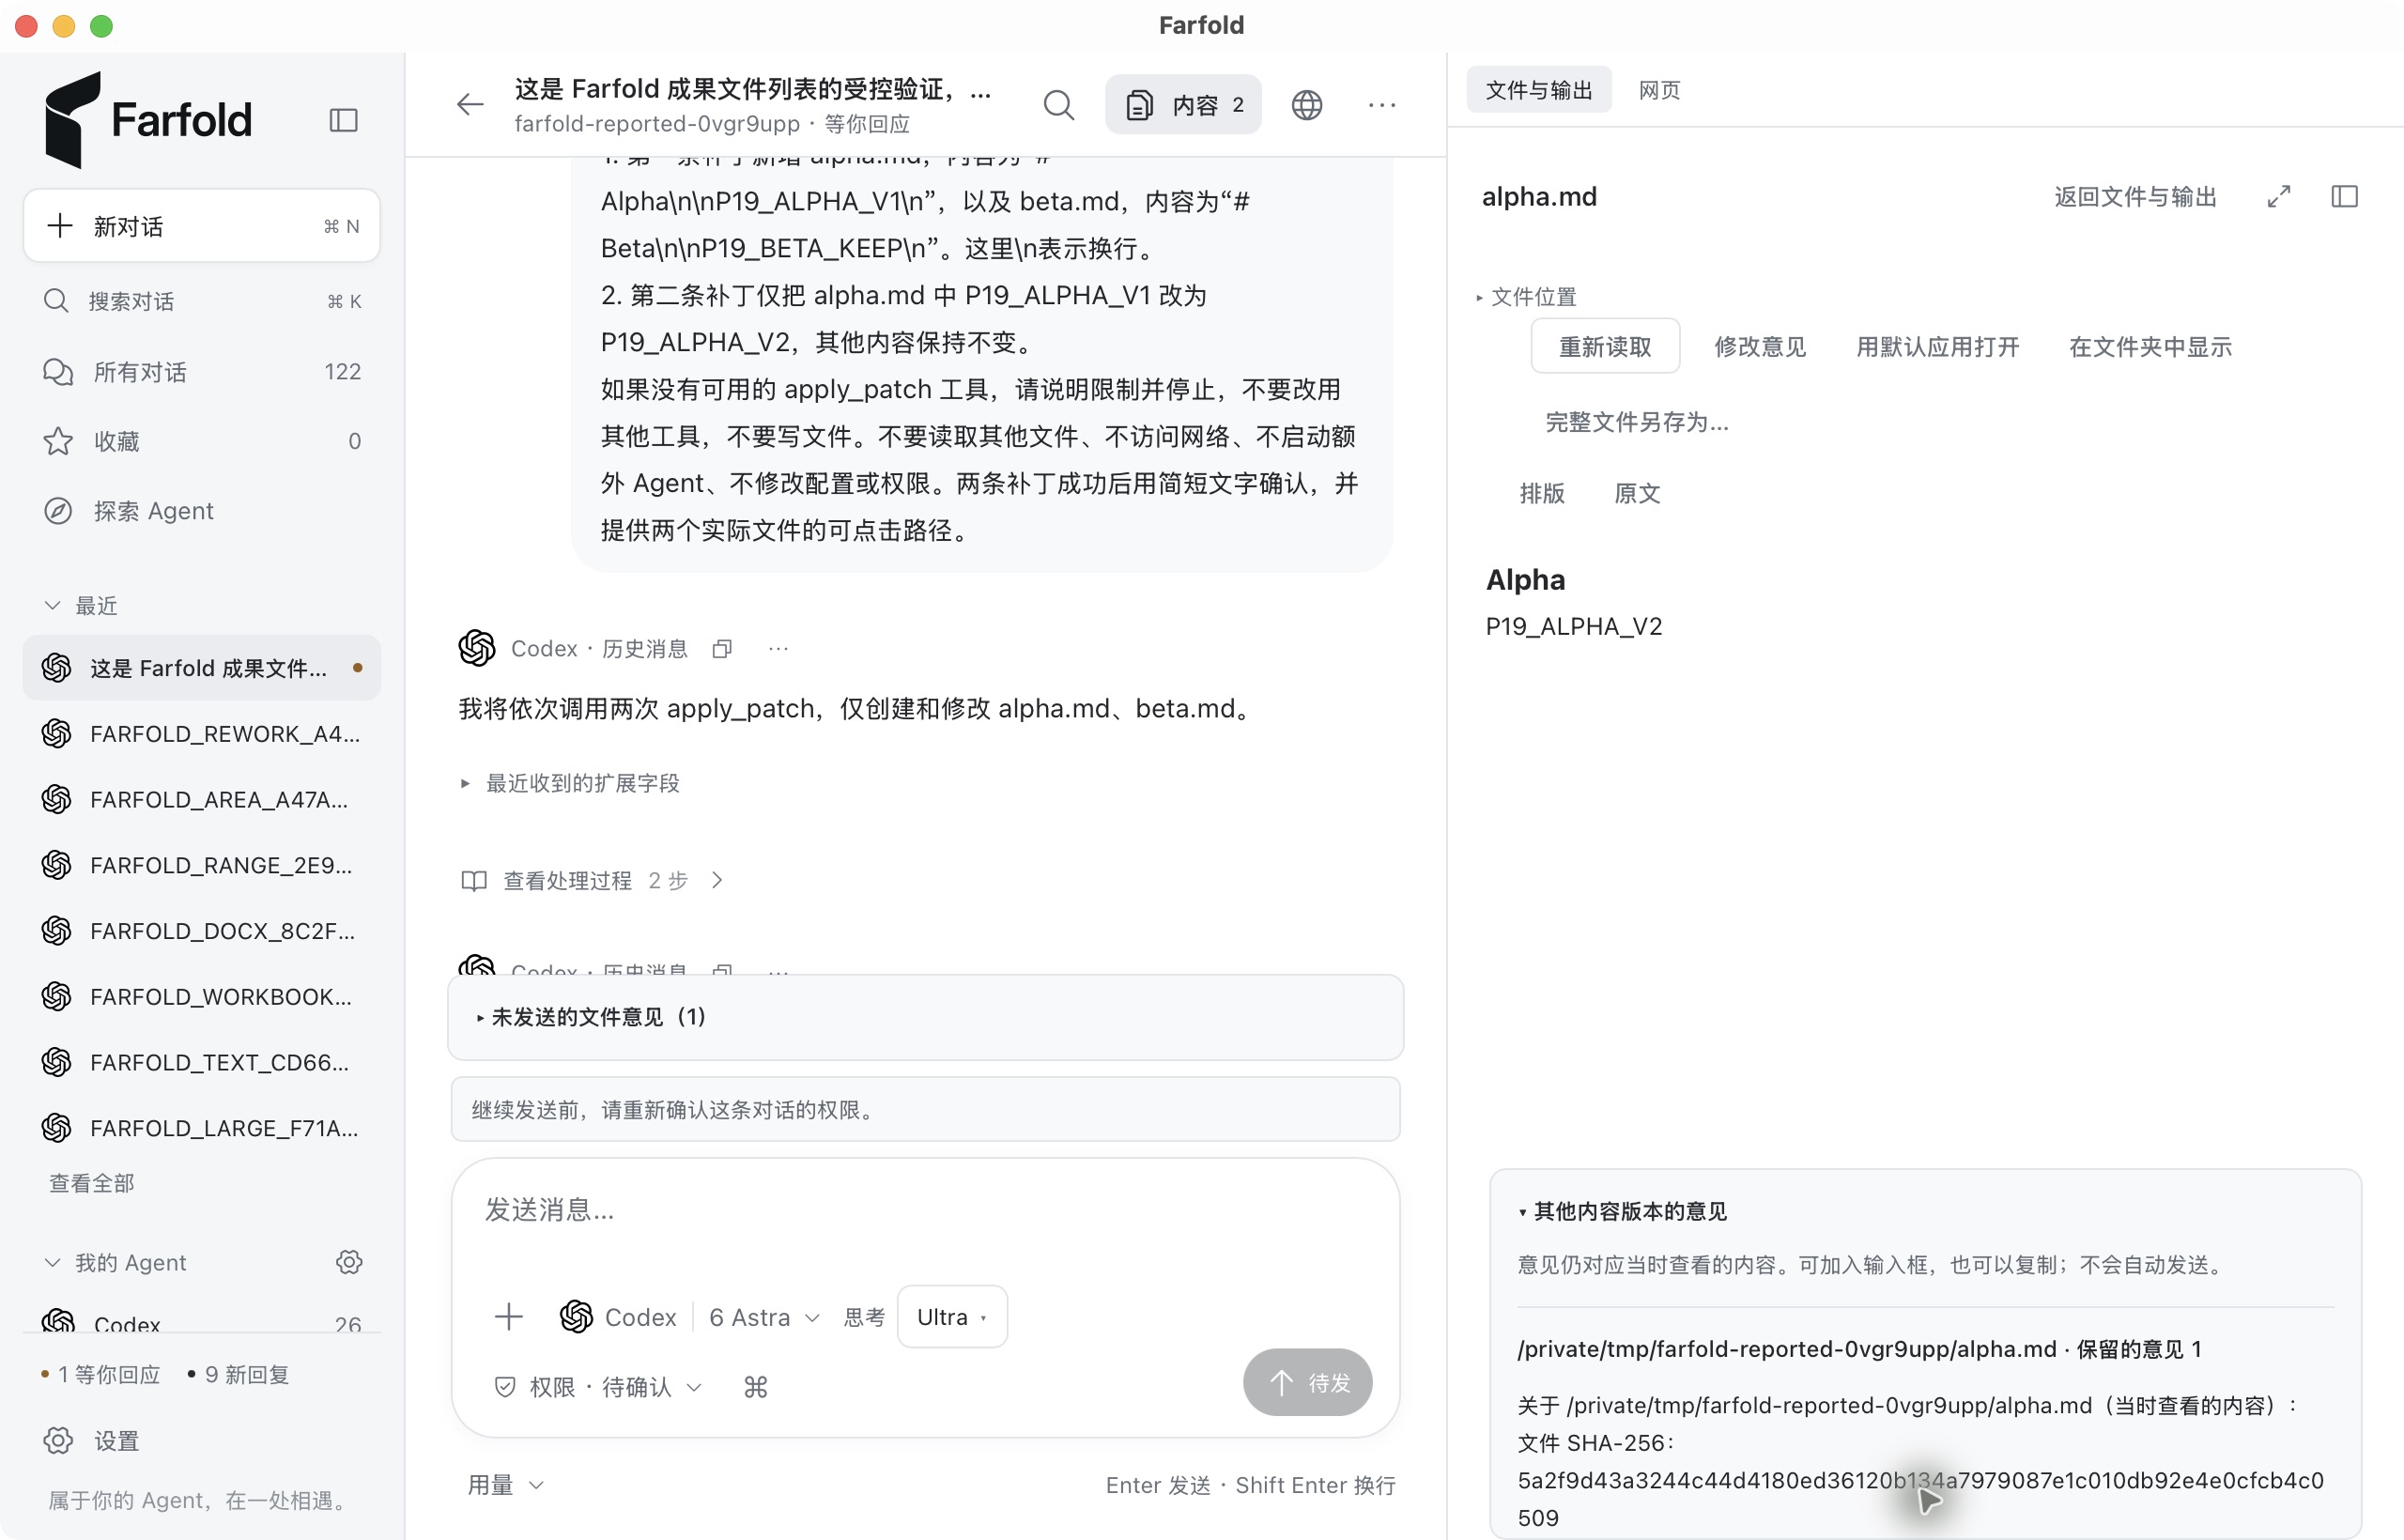 Farfold
Farfold
新对话 ⌘ N
搜索对话 ⌘ K
所有对话 122
收藏 0
探索 Agent
最近
这是 Farfold 成果文件...
FARFOLD_REWORK_A4...
FARFOLD_AREA_A47A...
FARFOLD_RANGE_2E9...
FARFOLD_DOCX_8C2F...
FARFOLD_WORKBOOK...
FARFOLD_TEXT_CD66...
FARFOLD_LARGE_F71A...
查看全部
我的 Agent
Codex 26
1 等你回应 9 新回复
设置
属于你的 Agent，在一处相遇。
这是 Farfold 成果文件列表的受控验证，...
farfold-reported-0vgr9upp · 等你回应
内容 2
Alpha\n\nP19_ALPHA_V1\n”，以及 beta.md，内容为“#
Beta\n\nP19_BETA_KEEP\n”。这里\n表示换行。
2. 第二条补丁仅把 alpha.md 中 P19_ALPHA_V1 改为
P19_ALPHA_V2，其他内容保持不变。
如果没有可用的 apply_patch 工具，请说明限制并停止，不要改用
其他工具，不要写文件。不要读取其他文件、不访问网络、不启动额
外 Agent、不修改配置或权限。两条补丁成功后用简短文字确认，并
提供两个实际文件的可点击路径。
Codex · 历史消息 ...
我将依次调用两次 apply_patch，仅创建和修改 alpha.md、beta.md。
最近收到的扩展字段
查看处理过程 2 步
Codex · 历史消息 ...
未发送的文件意见（1）
继续发送前，请重新确认这条对话的权限。
发送消息...
Codex 6 Astra 思考 Ultra
权限 · 待确认 ⌘ 待发
用量 Enter 发送 · Shift Enter 换行
文件与输出 网页
alpha.md 返回文件与输出
文件位置
重新读取 修改意见 用默认应用打开 在文件夹中显示
完整文件另存为...
排版 原文
Alpha
P19_ALPHA_V2
其他内容版本的意见
意见仍对应当时查看的内容。可加入输入框，也可以复制；不会自动发送。
/private/tmp/farfold-reported-0vgr9upp/alpha.md · 保留的意见 1
关于 /private/tmp/farfold-reported-0vgr9upp/alpha.md（当时查看的内容）：
文件 SHA-256：
5a2f9d43a3244c44d4180ed36120b134a7979087e1c010db92e4e0cfcb4c0
509